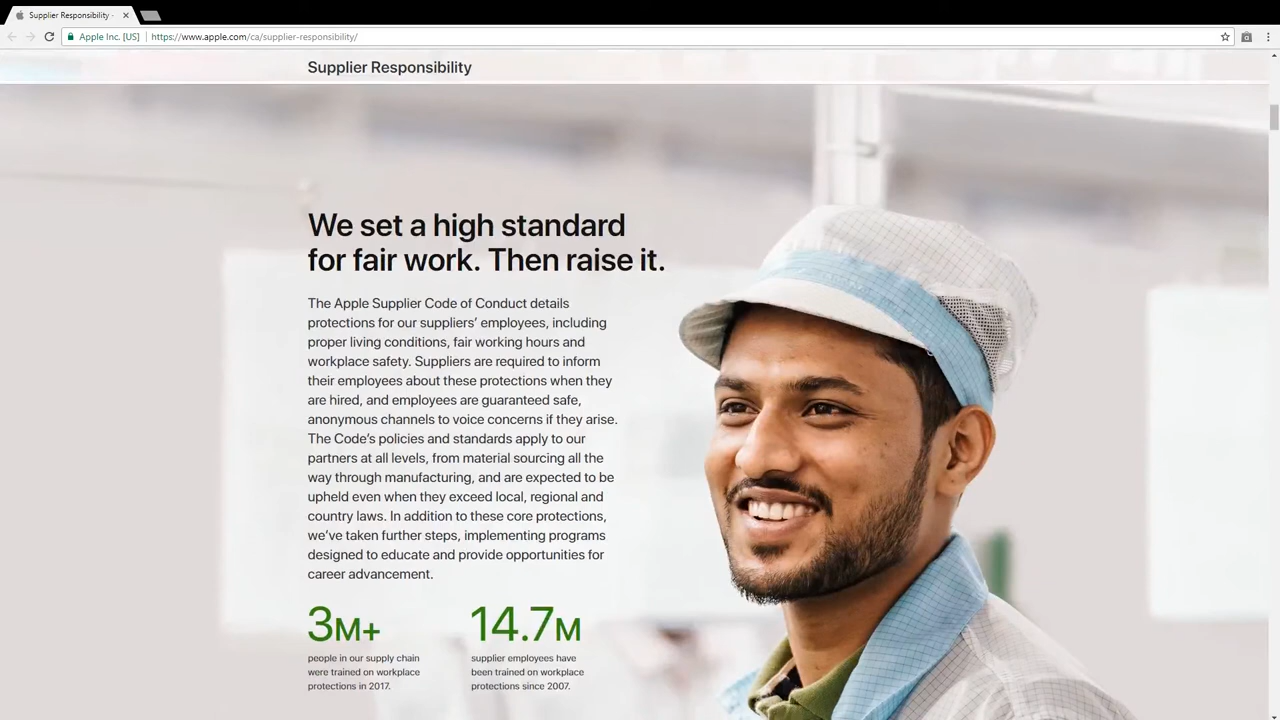 Supplier Responsibility -
Apple Inc. [US]
https://www.apple.com/ca/supplier-responsibility/
Supplier Responsibility
We set a high standard
for fair work. Then raise it.
The Apple Supplier Code of Conduct details
protections for our suppliers’ employees, including
proper living conditions, fair working hours and
workplace safety. Suppliers are required to inform
their employees about these protections when they
are hired, and employees are guaranteed safe,
anonymous channels to voice concerns if they arise.
The Code’s policies and standards apply to our
partners at all levels, from material sourcing all the
way through manufacturing, and are expected to be
upheld even when they exceed local, regional and
country laws. In addition to these core protections,
we’ve taken further steps, implementing programs
designed to educate and provide opportunities for
career advancement.
3M+
people in our supply chain
were trained on workplace
protections in 2017.
14.7M
supplier employees have
been trained on workplace
protections since 2007.